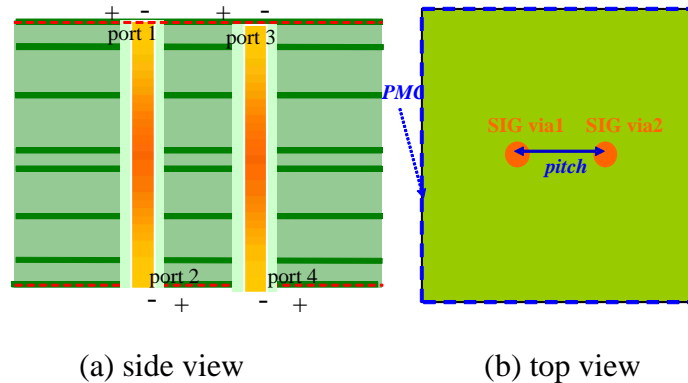 + - + -
port 1 port 3
PMC
SIG via1 SIG via2
pitch
port 2 port 4
- + - +
(a) side view (b) top view